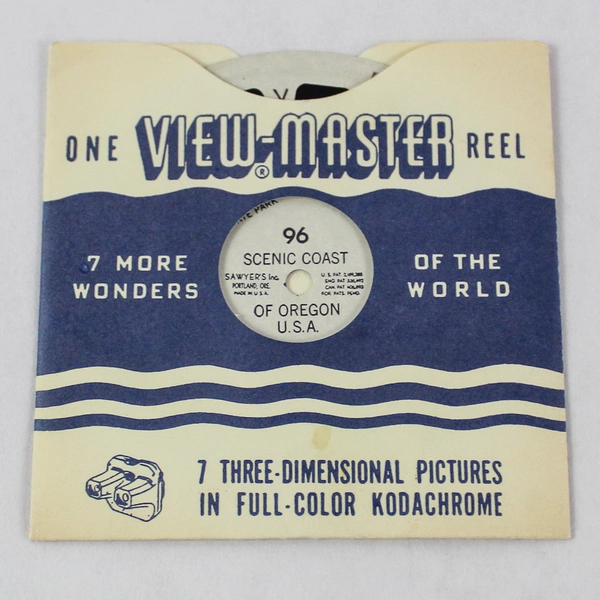 ONE VIEW-MASTER® REEL
7 MORE WONDERS
OF THE WORLD
96
SCENIC COAST
SAWYER'S Inc.
PORTLAND, ORE.
MADE IN U.S.A.
OF OREGON
U.S.A.
7 THREE-DIMENSIONAL PICTURES
IN FULL-COLOR KODACHROME